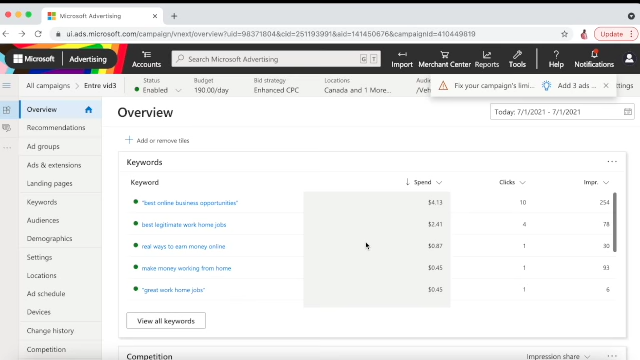 Microsoft Advertising
ui.ads.microsoft.com/campaign/vnext/overview?uid=98371804&cid=251193991&aid=141450676&campaignId=410449819
Update
Microsoft Advertising
Accounts
Search Microsoft Advertising
G T
Import Merchant Center Reports Tools Help Notifications
All campaigns Entre vid3
Status
Enabled
Budget
190.00/day
Bid strategy
Enhanced CPC
Locations
Canada and 1 More...
Audie
/Veh
Fix your campaign's limi... Add 3 ads ...
ttings
Overview
Recommendations
Ad groups
Ads & extensions
Landing pages
Keywords
Audiences
Demographics
Settings
Locations
Ad schedule
Devices
Change history
Competition
Overview
Today: 7/1/2021 - 7/1/2021
Add or remove tiles
Keywords
Keyword Spend Clicks Impr.
"best online business opportunities" $4.13 10 254
best legitimate work home jobs $2.41 4 78
real ways to earn money online $0.87 1 30
make money working from home $0.45 1 93
"great work home jobs" $0.45 1 6
View all keywords
Competition Impression share